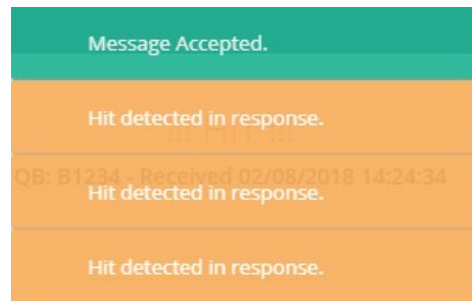 Message Accepted.
Hit detected in response.
!!! Hit !!!
QB: B1234 - Received 02/08/2018 14:24:34
Hit detected in response.
Hit detected in response.